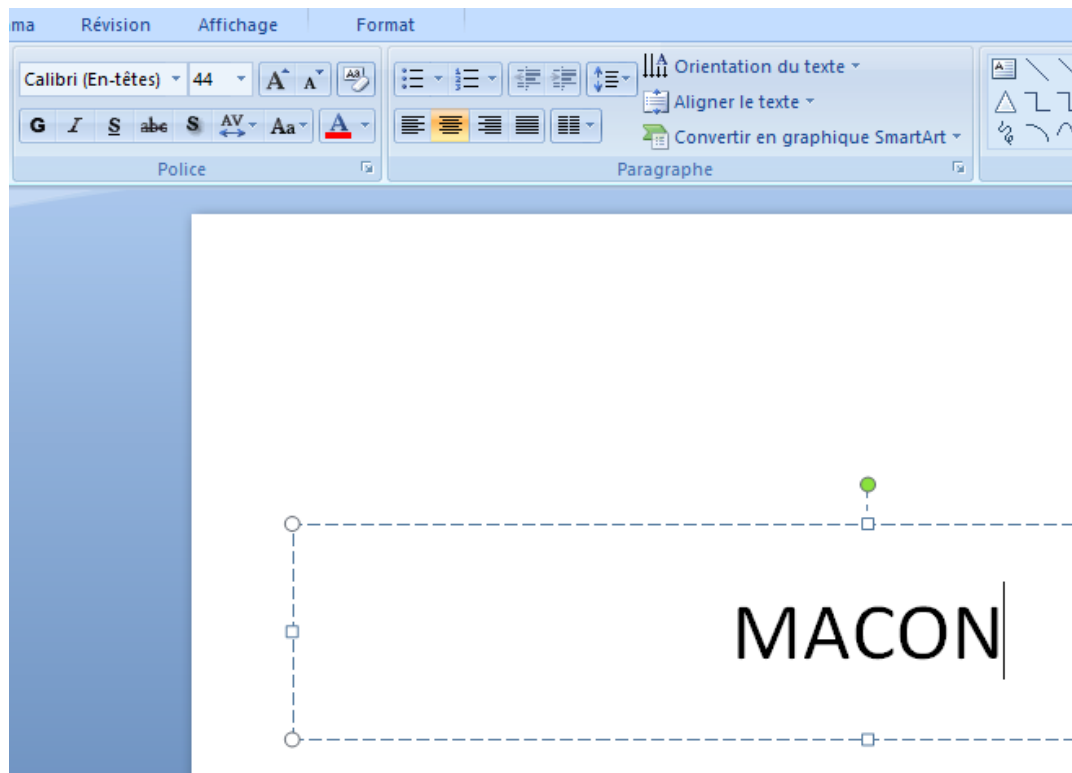 ma Révision Affichage Format
Calibri (En-têtes) 44 A A Aa
Orientation du texte
Aligner le texte
G I S abc S AV Aa A
Convertir en graphique SmartArt
Police Paragraphe
MACON